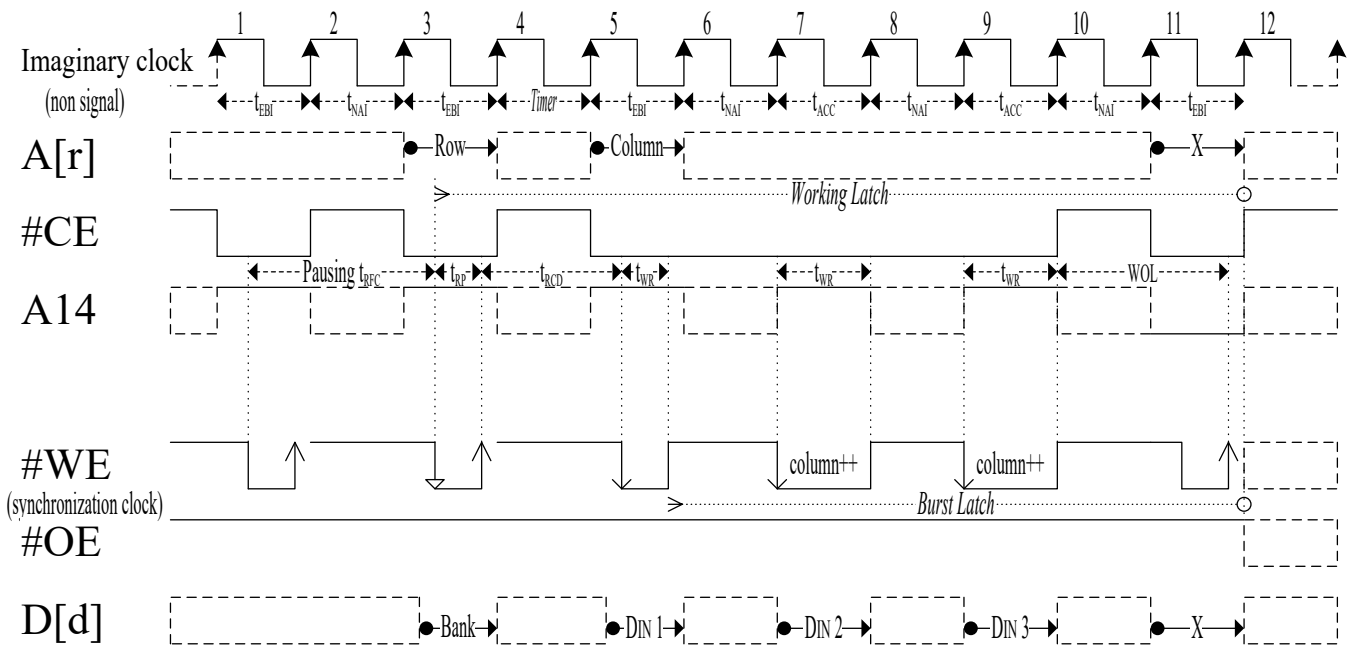 1 2 3 4 5 6 7 8 9 10 11 12
Imaginary clock
(non signal)
tEBI tNAI tEBI Timer tEBI tNAI tACC tNAI tACC tNAI tEBI
A[r]
Row Column X
Working Latch
#CE
Pausing tRFC tRP tRCD tWR tWR tWR WOL
A14
#WE
(synchronization clock)
column++ column++
Burst Latch
#OE
D[d]
Bank DIN 1 DIN 2 DIN 3 X